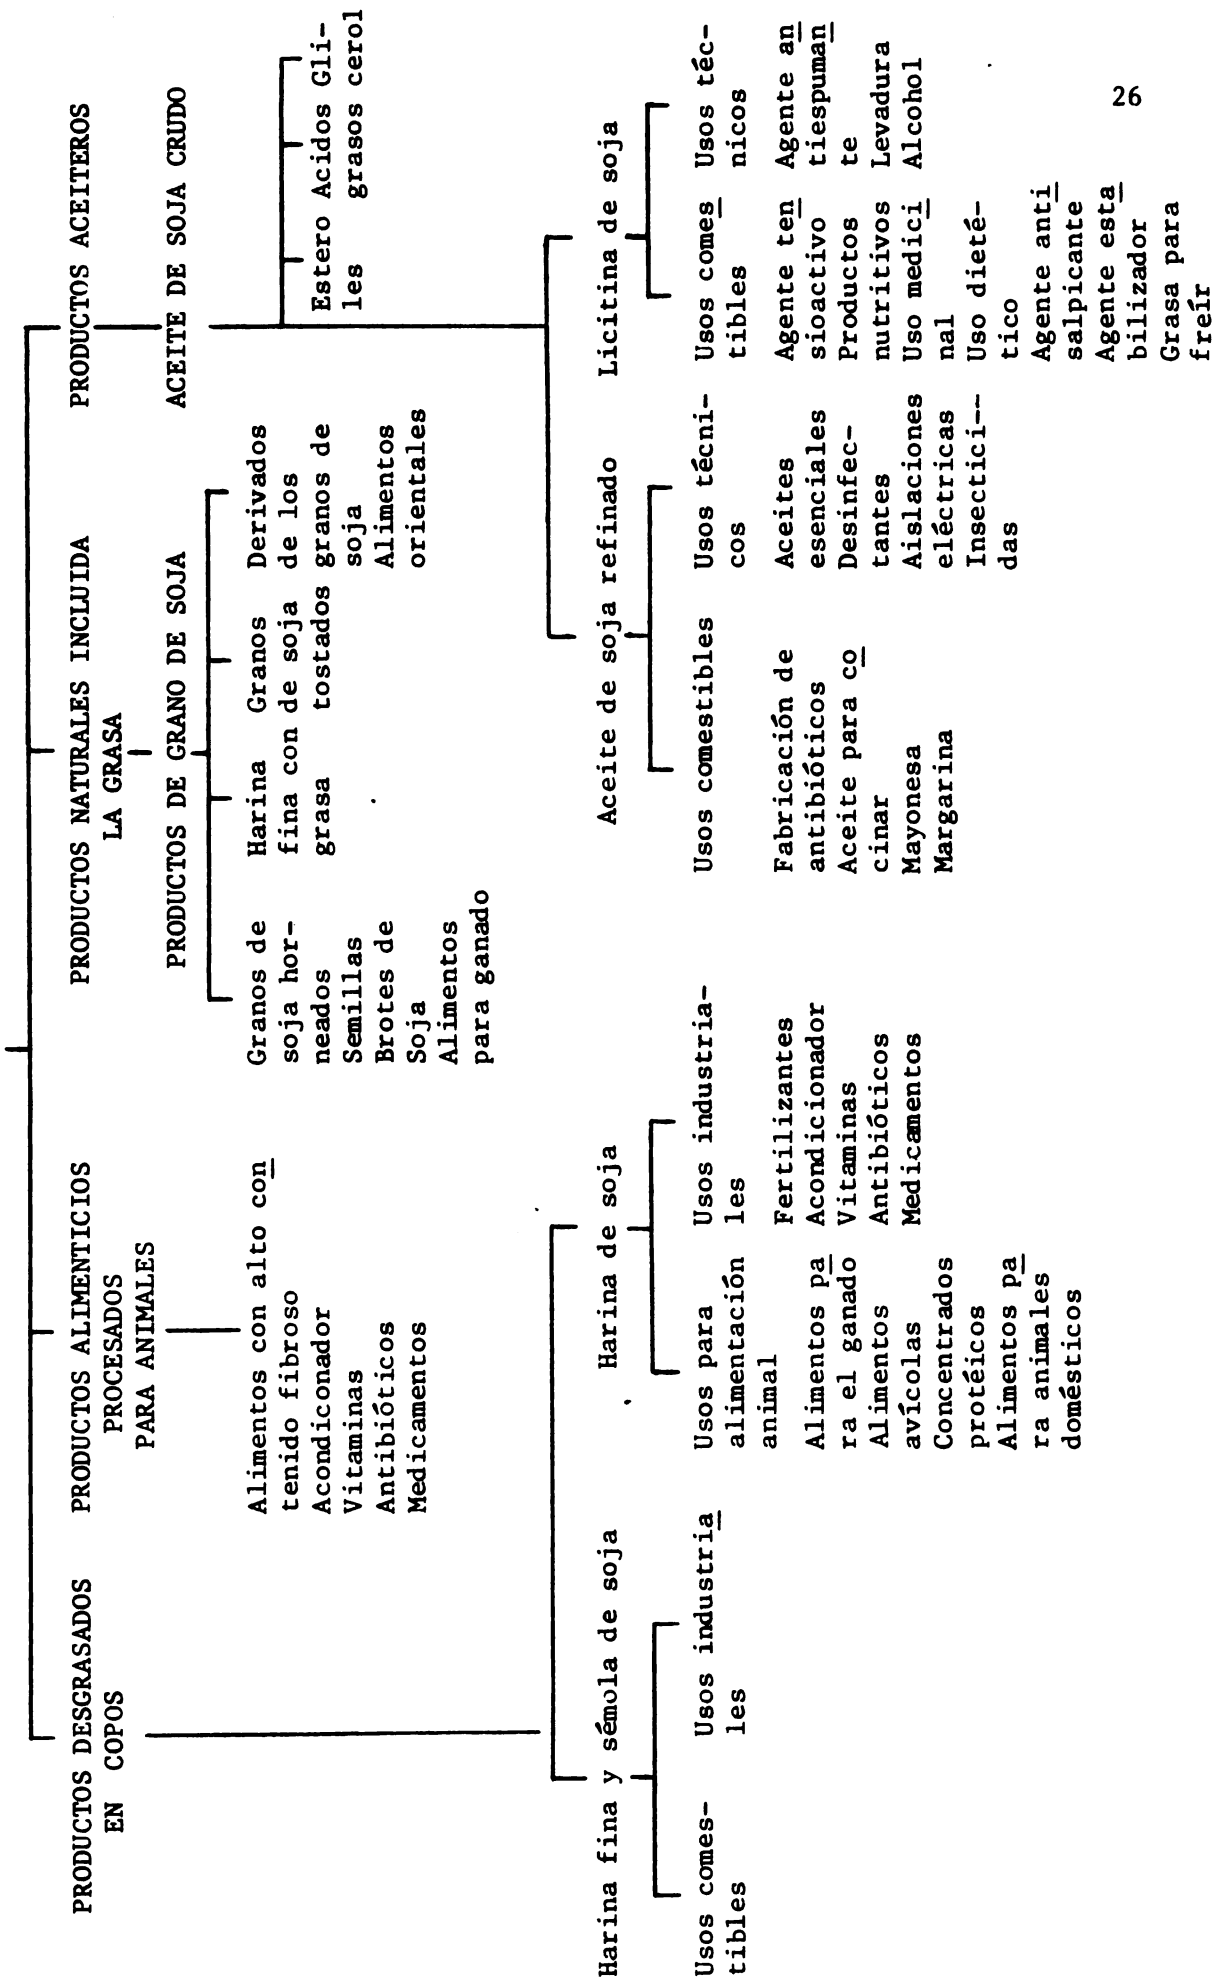 PRODUCTOS DESGRASADOS
EN COPOS
PRODUCTOS ALIMENTICIOS
PROCESADOS
PARA ANIMALES
PRODUCTOS NATURALES INCLUIDA
LA GRASA
PRODUCTOS ACEITEROS
PRODUCTOS DE GRANO DE SOJA
ACEITE DE SOJA CRUDO
Alimentos con alto con
tenido fibroso
Acondiconador
Vitaminas
Antibióticos
Medicamentos
Granos de
soja hor-
neados
Semillas
Brotes de
Soja
Alimentos
para ganado
Harina
fina con
grasa
Granos
de soja
tostados
Derivados
de los
granos de
soja
Alimentos
orientales
Estero
les
Acidos
grasos
Gli-
cerol
Harina fina y sémola de soja
Harina de soja
Aceite de soja refinado
Licitina de soja
Usos comes-
tibles
Usos industria
les
Usos para
alimentación
animal
Alimentos pa
ra el ganado
Alimentos
avícolas
Concentrados
protéicos
Alimentos pa
ra animales
domésticos
Usos industria-
les
Fertilizantes
Acondicionador
Vitaminas
Antibióticos
Medicamentos
Usos comestibles
Fabricación de
antibióticos
Aceite para co
cinar
Mayonesa
Margarina
Usos técni-
cos
Aceites
esenciales
Desinfec-
tantes
Aislaciones
eléctricas
Insectici--
das
Usos comes
tibles
Agente ten
sioactivo
Productos
nutritivos
Uso medici
nal
Uso dieté-
tico
Agente anti
salpicante
Agente esta
bilizador
Grasa para
freír
Usos téc-
nicos
Agente an
tiespuman
te
Levadura
Alcohol
26